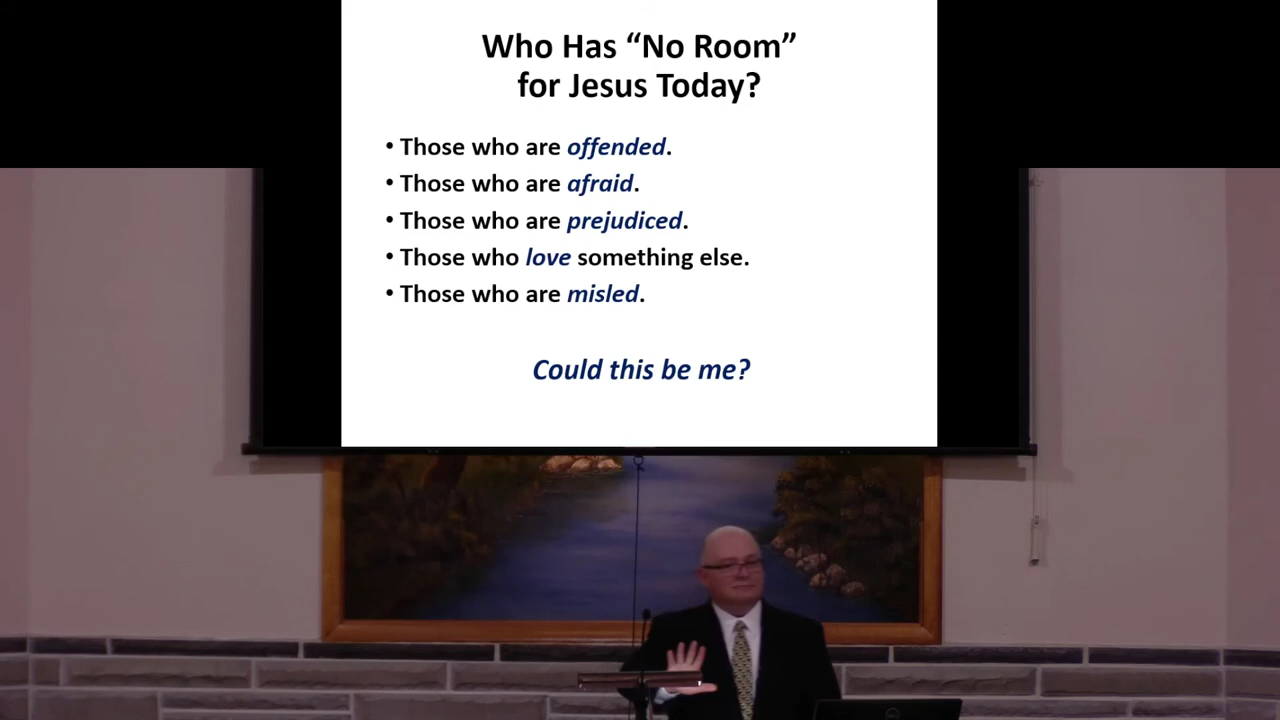 Who Has “No Room”
for Jesus Today?
• Those who are offended.
• Those who are afraid.
• Those who are prejudiced.
• Those who love something else.
• Those who are misled.
Could this be me?